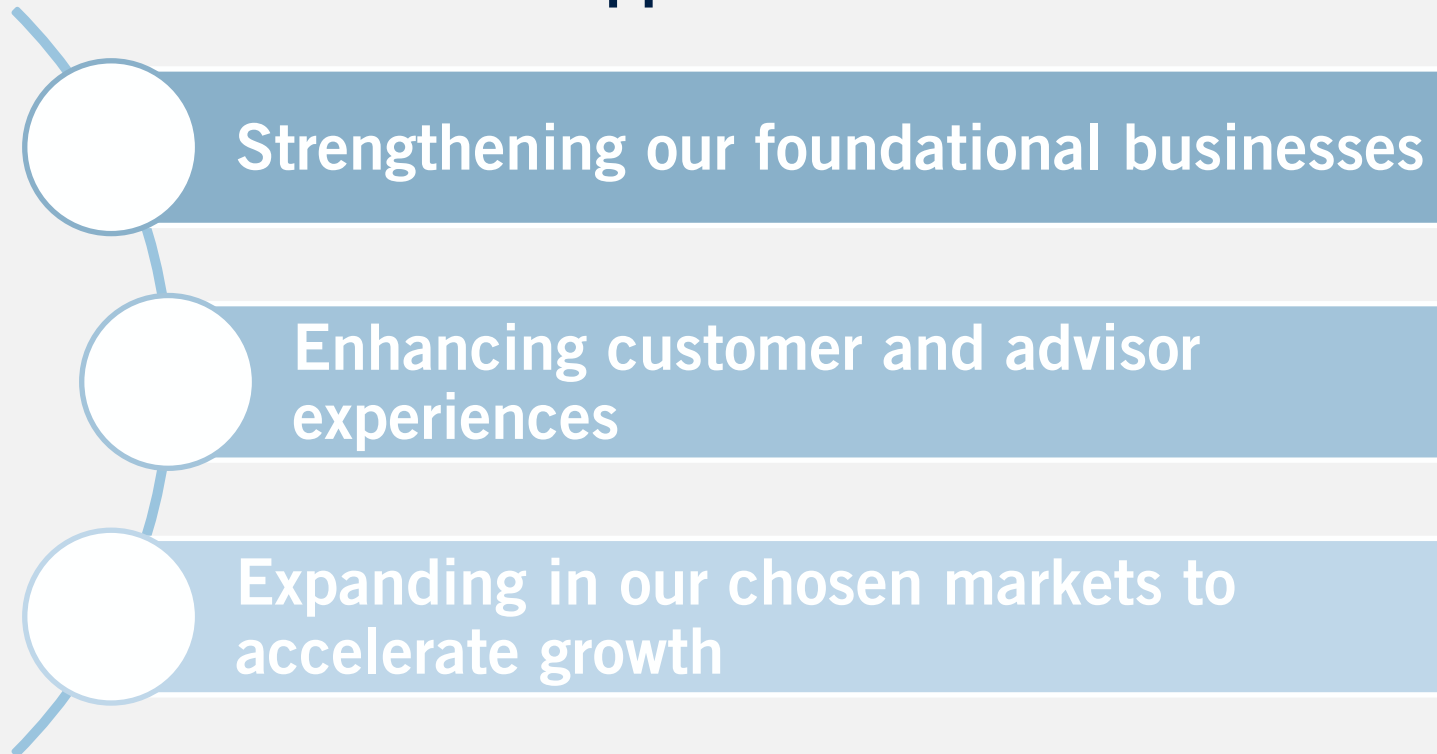 Strengthening our foundational businesses
Enhancing customer and advisor
experiences
Expanding in our chosen markets to
accelerate growth